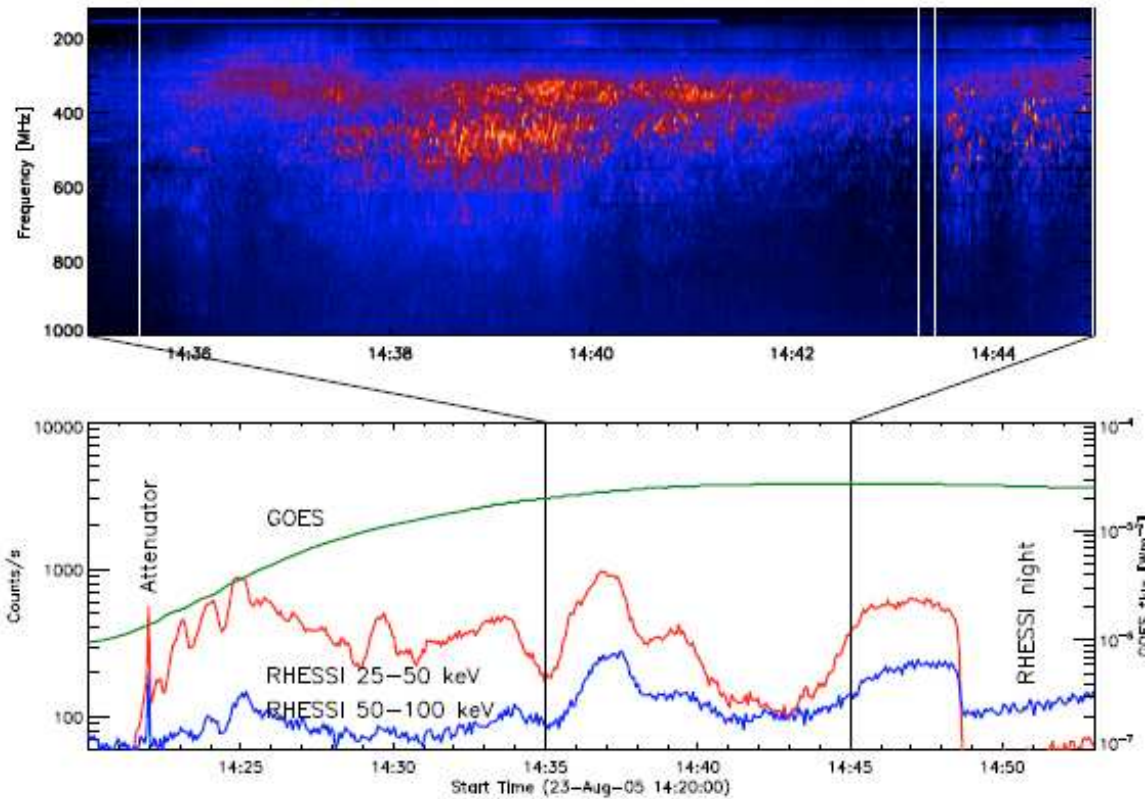 200
400
600
800
1000
Frequency [MHz]
14:36 14:38 14:40 14:42 14:44
10000
1000
100
Counts/s
Attenuator
GOES
RHESSI 25-50 keV
RHESSI 50-100 keV
RHESSI night
10-4
10-5
10-6
10-7
GOES
14:25 14:30 14:35 14:40 14:45 14:50
Start Time (23-Aug-05 14:20:00)